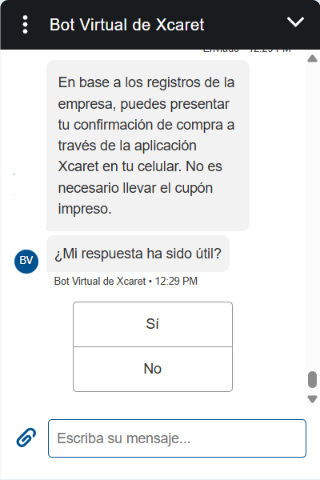 Bot Virtual de Xcaret
Enviado • 12:29 PM
En base a los registros de la
empresa, puedes presentar
tu confirmación de compra a
través de la aplicación
Xcaret en tu celular. No es
necesario llevar el cupón
impreso.
¿Mi respuesta ha sido útil?
BV
Bot Virtual de Xcaret • 12:29 PM
Sí
No
Escriba su mensaje...